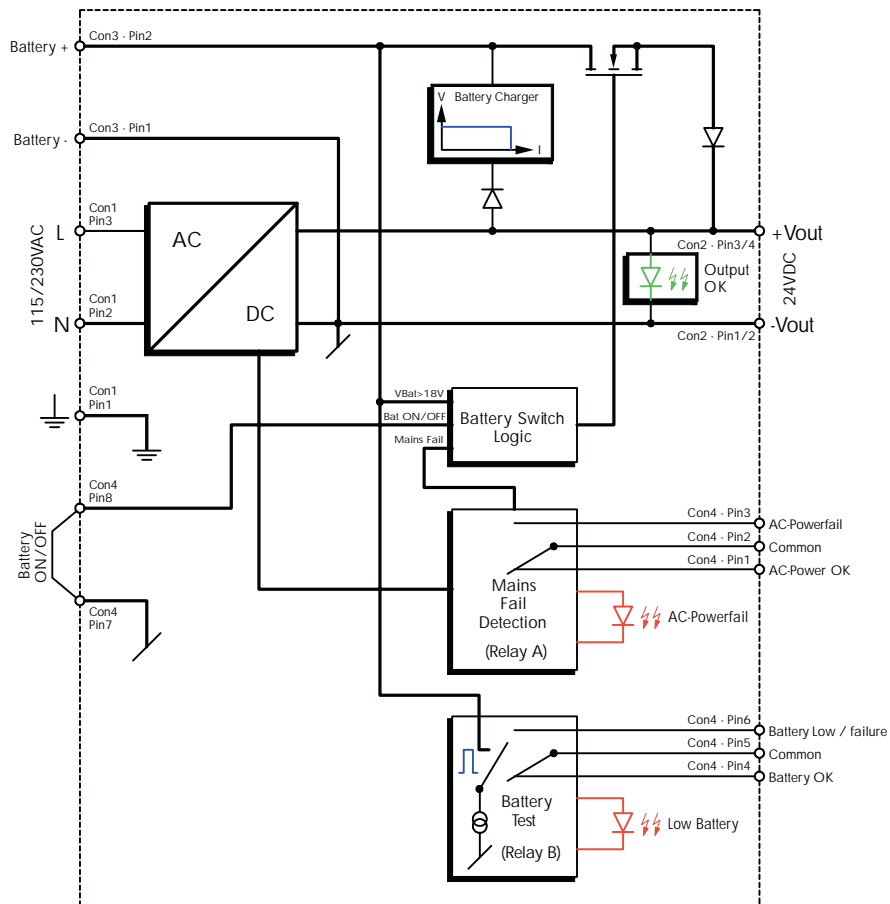 Battery +
Con3 - Pin2
V
Battery Charger
I
Battery -
Con3 - Pin1
115/230VAC
L
Con1
Pin3
AC
DC
N
Con1
Pin2
+Vout
Con2 - Pin3/4
Output
OK
24VDC
-Vout
Con2 - Pin1/2
Con1
Pin1
VBat>18V
Bat ON/OFF
Mains Fail
Battery Switch
Logic
Battery
ON/OFF
Con4
Pin8
Con4
Pin7
Con4 - Pin3
AC-Powerfail
Con4 - Pin2
Common
Con4 - Pin1
AC-Power OK
Mains
Fail
Detection
(Relay A)
AC-Powerfail
Con4 - Pin6
Battery Low / failure
Con4 - Pin5
Common
Con4 - Pin4
Battery OK
Battery
Test
(Relay B)
Low Battery